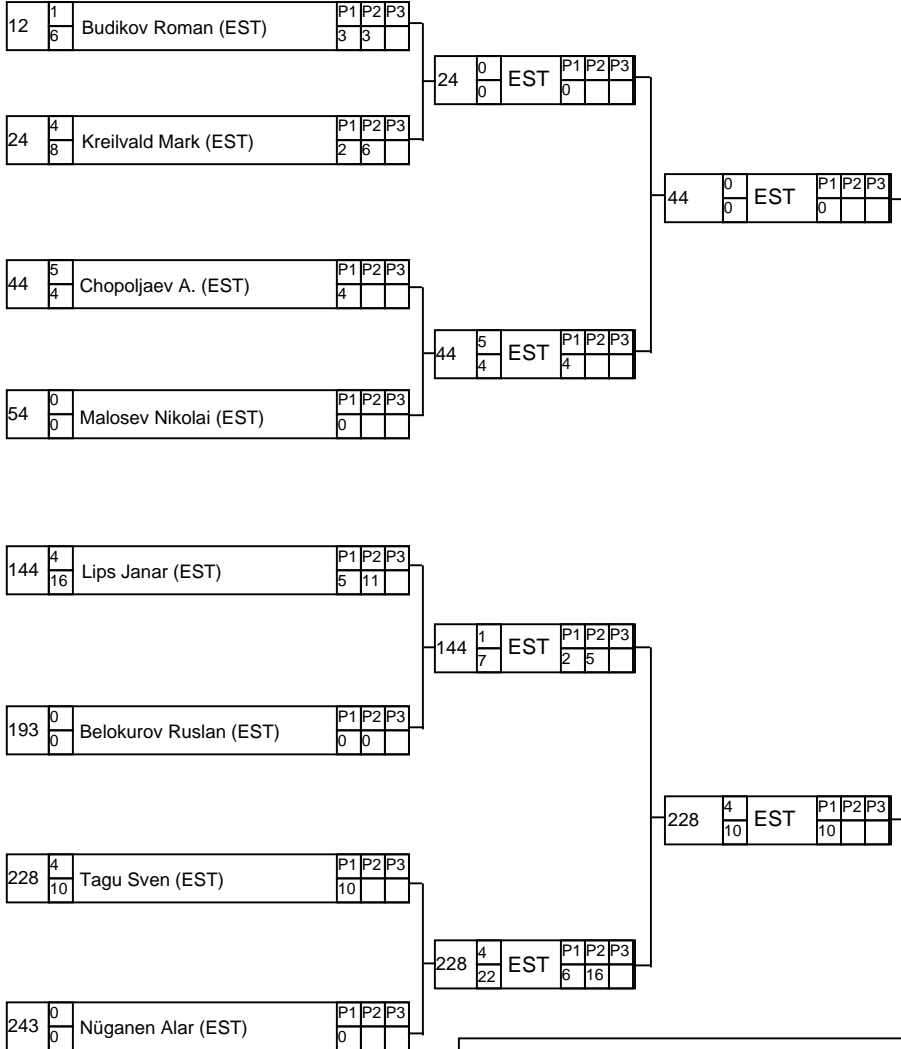 12 1 Budikov Roman (EST) P1 P2 P3
6 3 3
24 0 EST P1 P2 P3
0 0
24 4 Kreilvald Mark (EST) P1 P2 P3
8 2 6
44 0 EST P1 P2 P3
0 0
44 5 Chopoljaev A. (EST) P1 P2 P3
4 4
44 5 EST P1 P2 P3
4 4
54 0 Malosev Nikolai (EST) P1 P2 P3
0 0
144 4 Lips Janar (EST) P1 P2 P3
16 5 11
144 1 EST P1 P2 P3
7 2 5
193 0 Belokurov Ruslan (EST) P1 P2 P3
0 0 0
228 4 EST P1 P2 P3
10 10
228 4 Tagu Sven (EST) P1 P2 P3
10 10
228 4 EST P1 P2 P3
22 6 16
243 0 Nüganen Alar (EST) P1 P2 P3
0 0